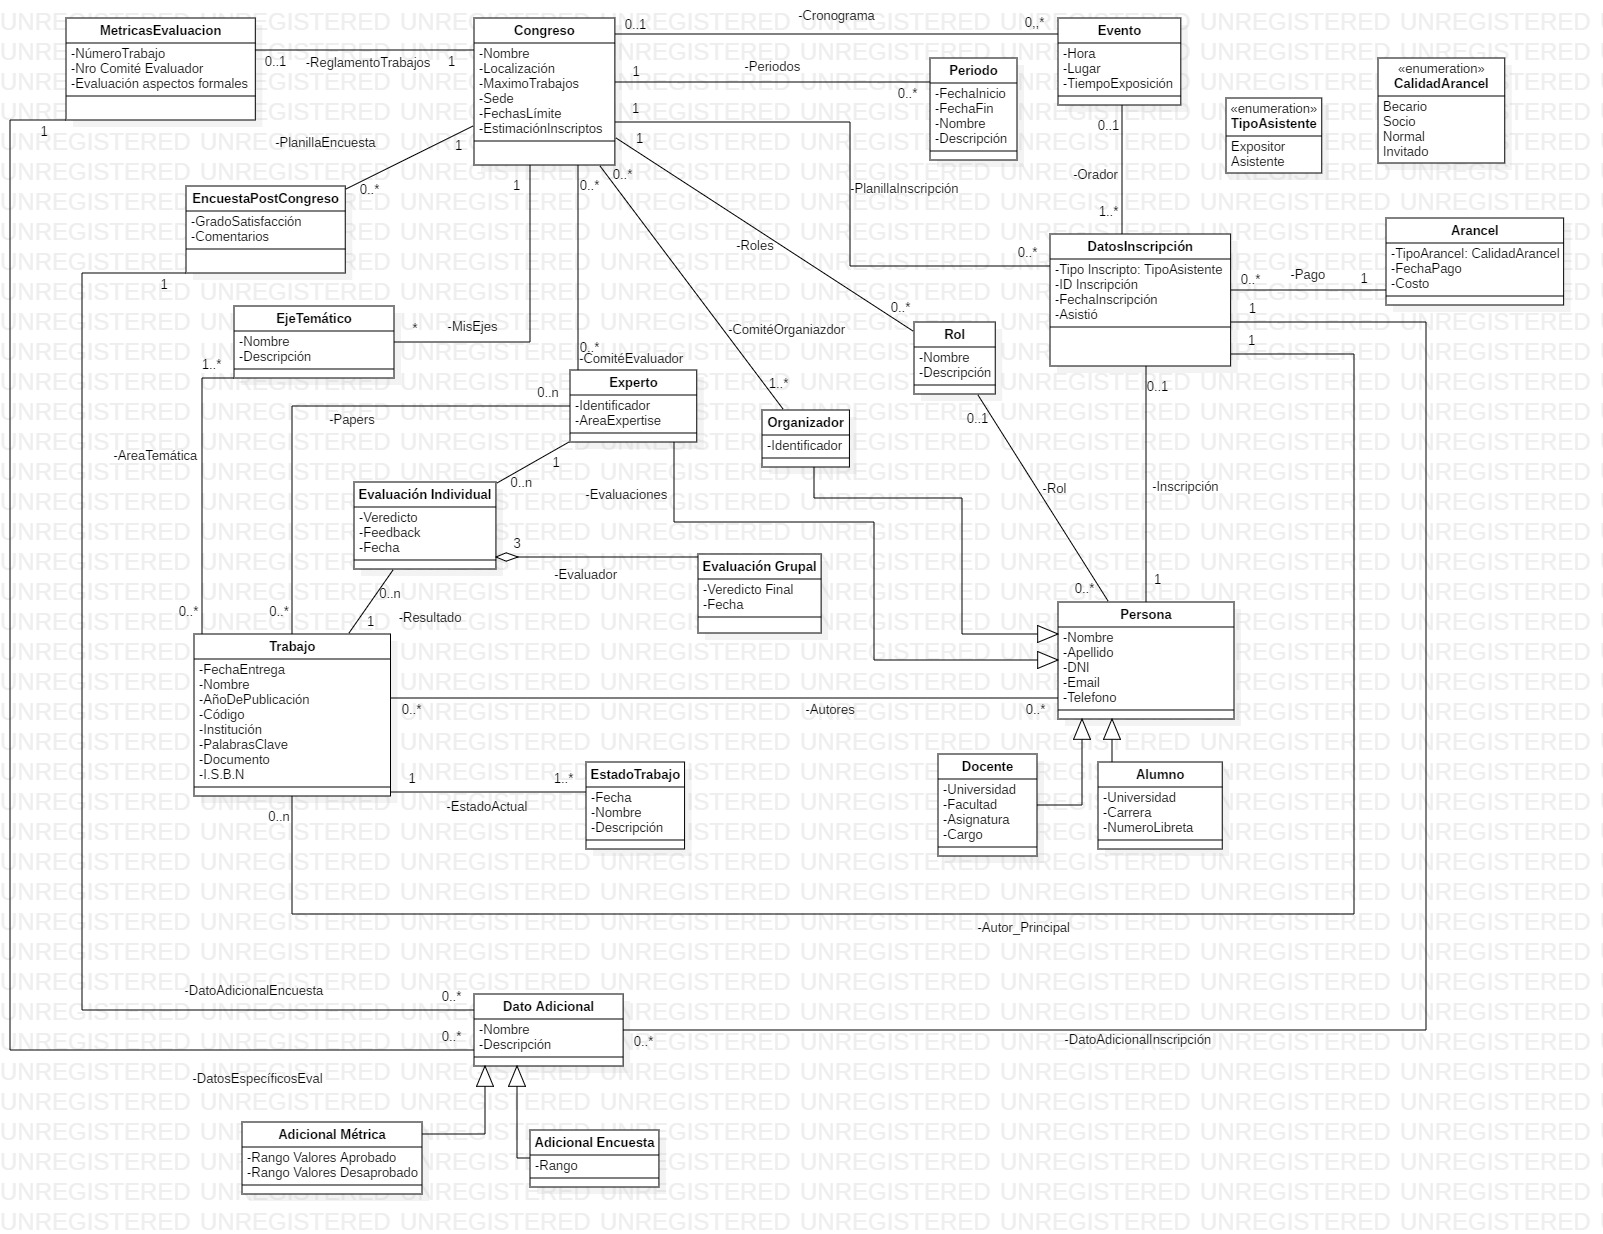 MetricasEvaluacion
-NúmeroTrabajo
-Nro Comité Evaluador
-Evaluación aspectos formales
0..1
-ReglamentoTrabajos
1
Congreso
-Nombre
-Localización
-MaximoTrabajos
-Sede
-FechasLímite
-EstimaciónInscriptos
0..1
-Cronograma
0..*
Evento
-Hora
-Lugar
-TiempoExposición
1
-Periodos
0..*
Periodo
-FechaInicio
-FechaFin
-Nombre
-Descripción
«enumeration»
TipoAsistente
Expositor
Asistente
«enumeration»
CalidadArancel
Becario
Socio
Normal
Invitado
1
-PlanillaInscripción
0..*
1
-Roles
0..*
0..1
-Orador
1..*
1
-PlanillaEncuesta
1
0..*
EncuestaPostCongreso
-GradoSatisfacción
-Comentarios
1
1
0..*
0..*
DatosInscripción
-Tipo Inscripto: TipoAsistente
-ID Inscripción
-FechaInscripción
-Asistió
0..*
-Pago
1
Arancel
-TipoArancel: CalidadArancel
-FechaPago
-Costo
1
1
0..1
EjeTemático
-Nombre
-Descripción
*
-MisEjes
1..*
-ComitéOrganiazdor
1..*
0..*
-ComitéEvaluador
Rol
-Nombre
-Descripción
0..1
Experto
-Identificador
-AreaExpertise
0..n
-Papers
Organizador
-Identificador
-AreaTemática
1
0..n
-Evaluaciones
Evaluación Individual
-Veredicto
-Feedback
-Fecha
3
-Evaluador
Evaluación Grupal
-Veredicto Final
-Fecha
-Rol
-Inscripción
0..*
1
0..n
1
-Resultado
0..*
0..*
Trabajo
-FechaEntrega
-Nombre
-AñoDePublicación
-Código
-Institución
-PalabrasClave
-Documento
-I.S.B.N
Persona
-Nombre
-Apellido
-DNI
-Email
-Telefono
0..*
-Autores
0..*
1
-EstadoActual
1..*
EstadoTrabajo
-Fecha
-Nombre
-Descripción
Docente
-Universidad
-Facultad
-Asignatura
-Cargo
Alumno
-Universidad
-Carrera
-NumeroLibreta
0..n
-Autor_Principal
-DatoAdicionalEncuesta
0..*
0..*
Dato Adicional
-Nombre
-Descripción
0..*
-DatoAdicionalInscripción
-DatosEspecíficosEval
Adicional Métrica
-Rango Valores Aprobado
-Rango Valores Desaprobado
Adicional Encuesta
-Rango
UNREGISTERED